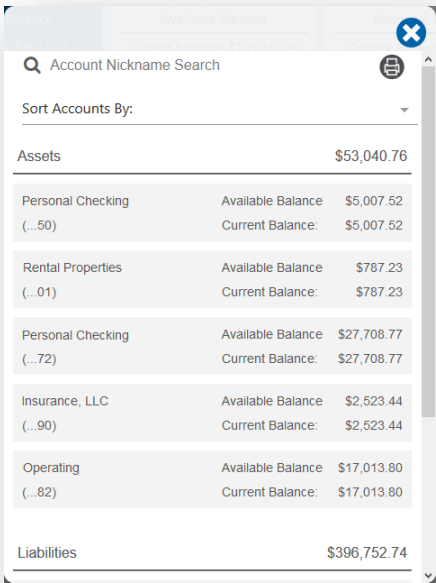 Balance
Available Balance
Account Nickname Search
Sort Accounts By:
Assets $53,040.76
Personal Checking Available Balance $5,007.52
(...50) Current Balance: $5,007.52
Rental Properties Available Balance $787.23
(...01) Current Balance: $787.23
Personal Checking Available Balance $27,708.77
(...72) Current Balance: $27,708.77
Insurance, LLC Available Balance $2,523.44
(...90) Current Balance: $2,523.44
Operating Available Balance $17,013.80
(...82) Current Balance: $17,013.80
Liabilities $396,752.74